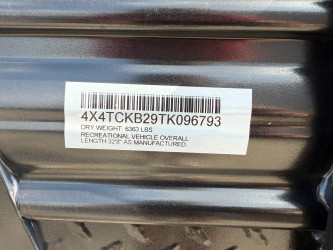 4X4TCKB29TK096793
DRY WEIGHT: 6363 LBS
RECREATIONAL VEHICLE OVERALL
LENGTH 32'8" AS MANUFACTURED.